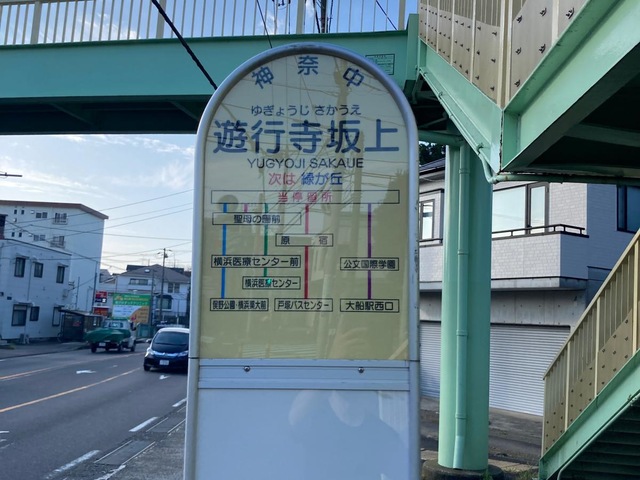 神奈中
ゆぎょうじ さかうえ
遊行寺坂上
YUGYOJI SAKAUE
次は 緑が丘
当停留所
聖母の園前
原 宿
横浜医療センター前
公文国際学園
横浜医療センター
俣野公園・横浜薬大前
戸塚バスセンター
大船駅西口